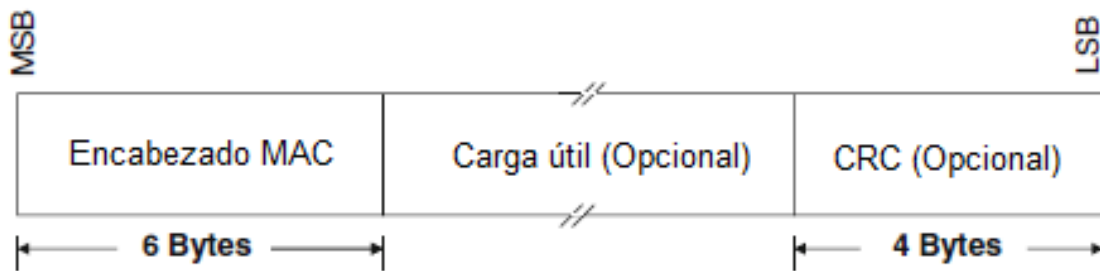 MSB
LSB
Encabezado MAC
Carga útil (Opcional)
CRC (Opcional)
6 Bytes
4 Bytes